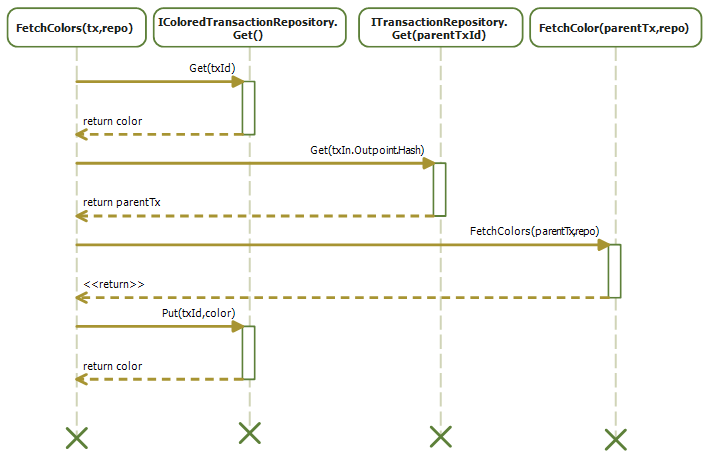 FetchColors(tx,repo)
IColoredTransactionRepository.
Get()
ITransactionRepository.
Get(parentTxId)
FetchColor(parentTx,repo)
Get(txId)
return color
Get(txIn.Outpoint.Hash)
return parentTx
FetchColors(parentTx,repo)
<<return>>
Put(txId,color)
return color